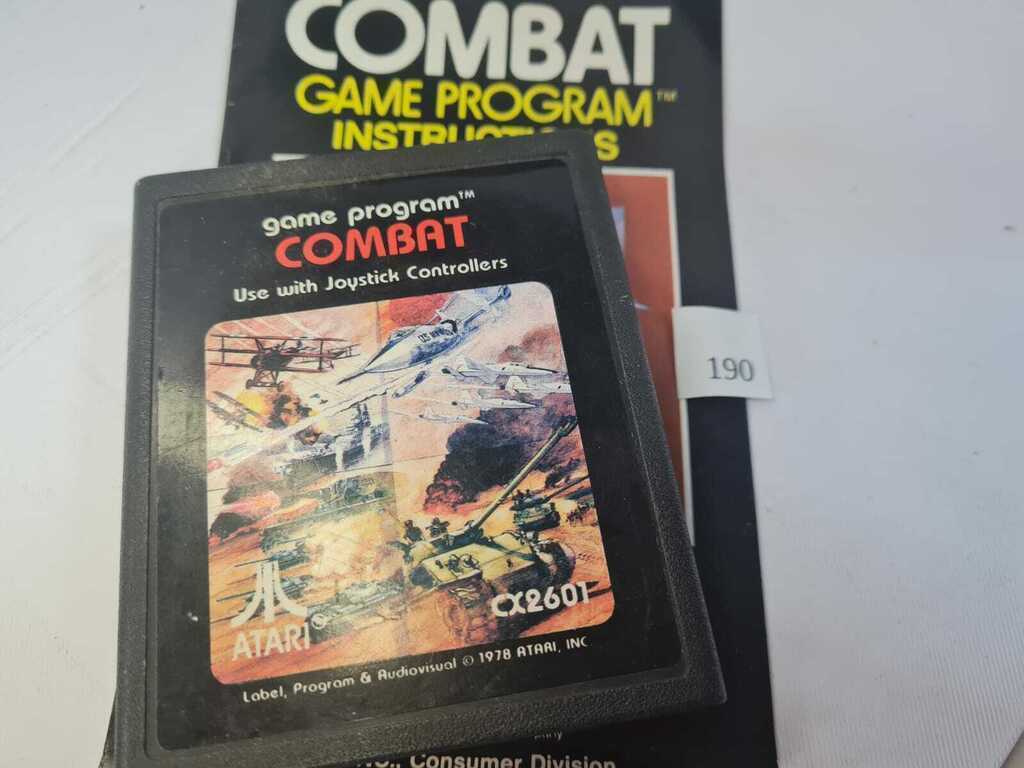 COMBAT
GAME PROGRAM™
game program™
COMBAT
Use with Joystick Controllers
US
190
ATARI®
CX2601
Label, Program & Audiovisual © 1978 ATARI, INC
Consumer Division